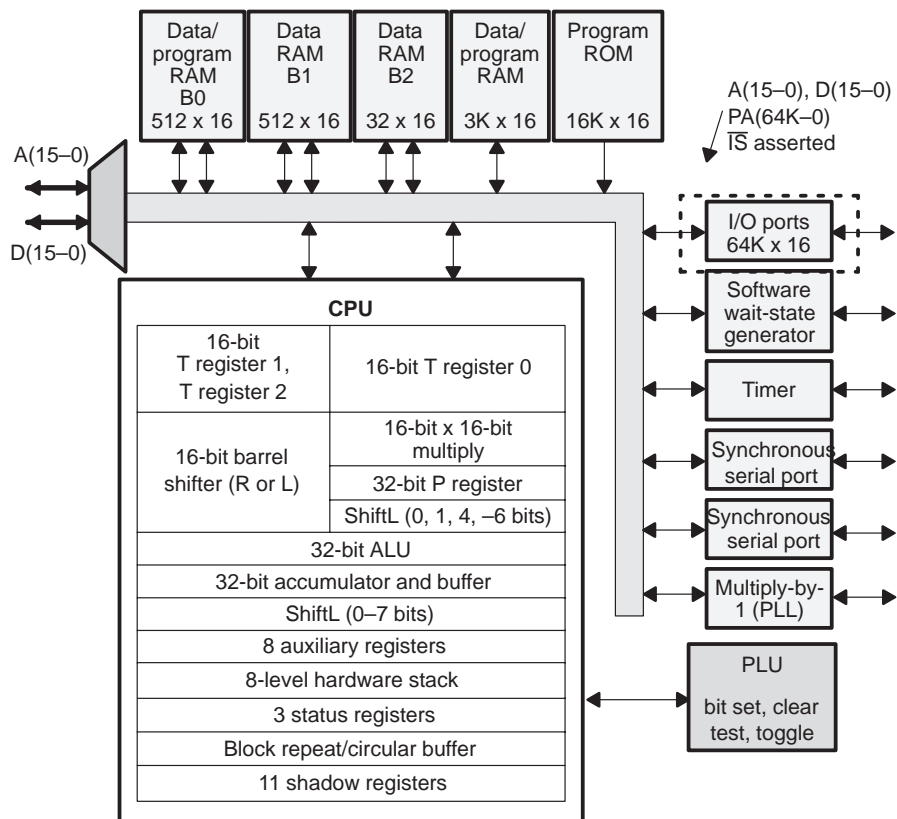 Data/
program
RAM
B0
512 x 16
Data
RAM
B1
512 x 16
Data
RAM
B2
32 x 16
Data/
program
RAM
3K x 16
Program
ROM
16K x 16
A(15–0), D(15–0)
PA(64K–0)
IS asserted
A(15–0)
D(15–0)
I/O ports
64K x 16
Software
wait-state
generator
Timer
Synchronous
serial port
Synchronous
serial port
Multiply-by-
1 (PLL)
PLU
bit set, clear
test, toggle
CPU
16-bit
T register 1,
T register 2
16-bit T register 0
16-bit barrel
shifter (R or L)
16-bit x 16-bit
multiply
32-bit P register
ShiftL (0, 1, 4, –6 bits)
32-bit ALU
32-bit accumulator and buffer
ShiftL (0–7 bits)
8 auxiliary registers
8-level hardware stack
3 status registers
Block repeat/circular buffer
11 shadow registers